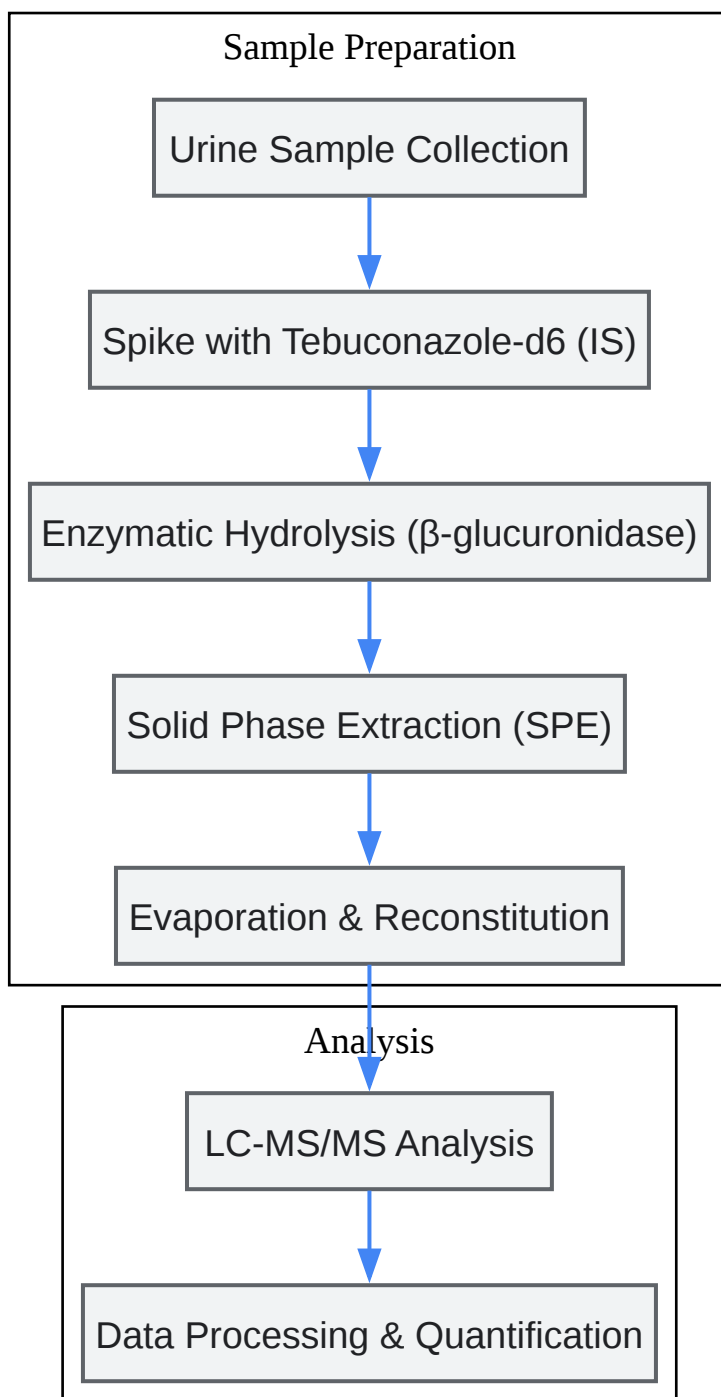 Sample Preparation
Urine Sample Collection
Spike with Tebuconazole-d6 (IS)
Enzymatic Hydrolysis (β-glucuronidase)
Solid Phase Extraction (SPE)
Evaporation & Reconstitution
Analysis
LC-MS/MS Analysis
Data Processing & Quantification